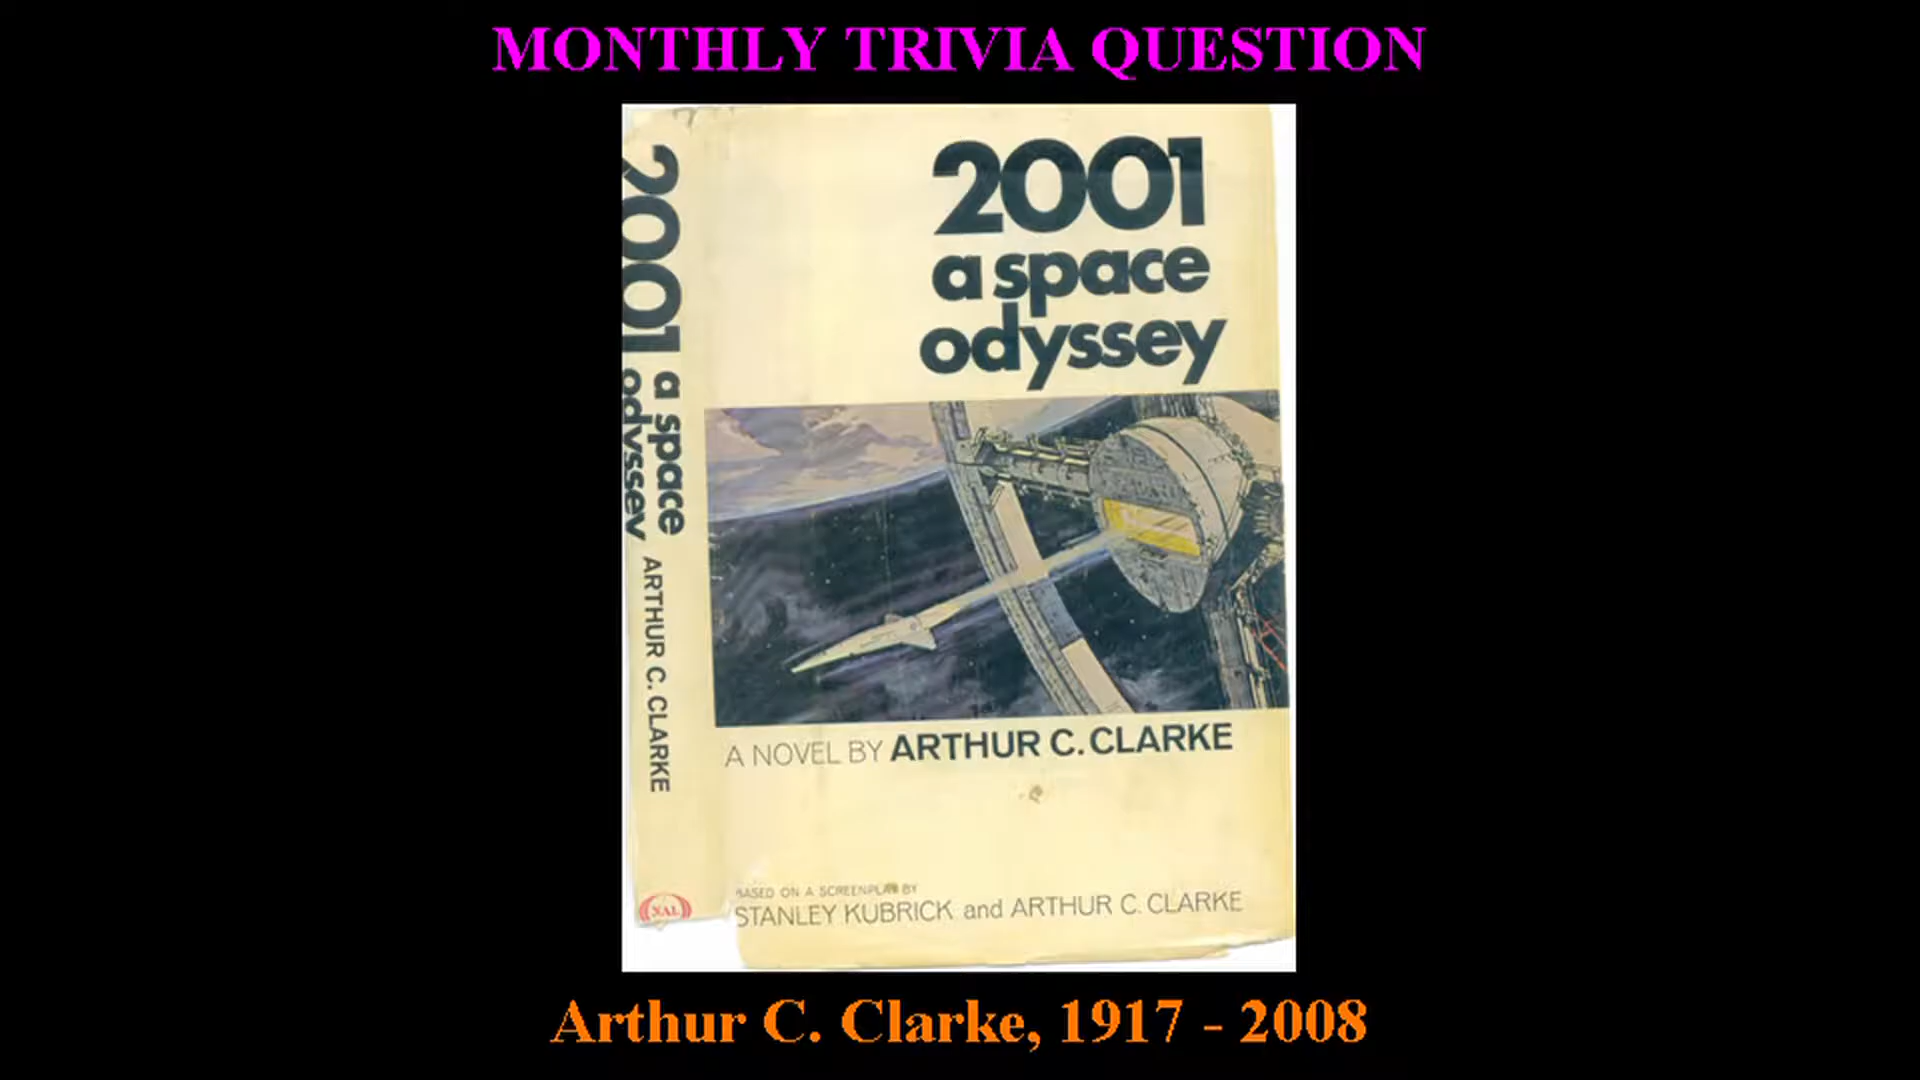 MONTHLY TRIVIA QUESTION
2001
a space
odyssey
2001 a space
odyssey
ARTHUR C. CLARKE
NAL
A NOVEL BY ARTHUR C. CLARKE
BASED ON A SCREENPLAY BY
STANLEY KUBRICK and ARTHUR C. CLARKE
Arthur C. Clarke, 1917 - 2008